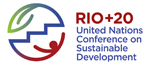 RIO+20
United Nations
Conference on
Sustainable
Development